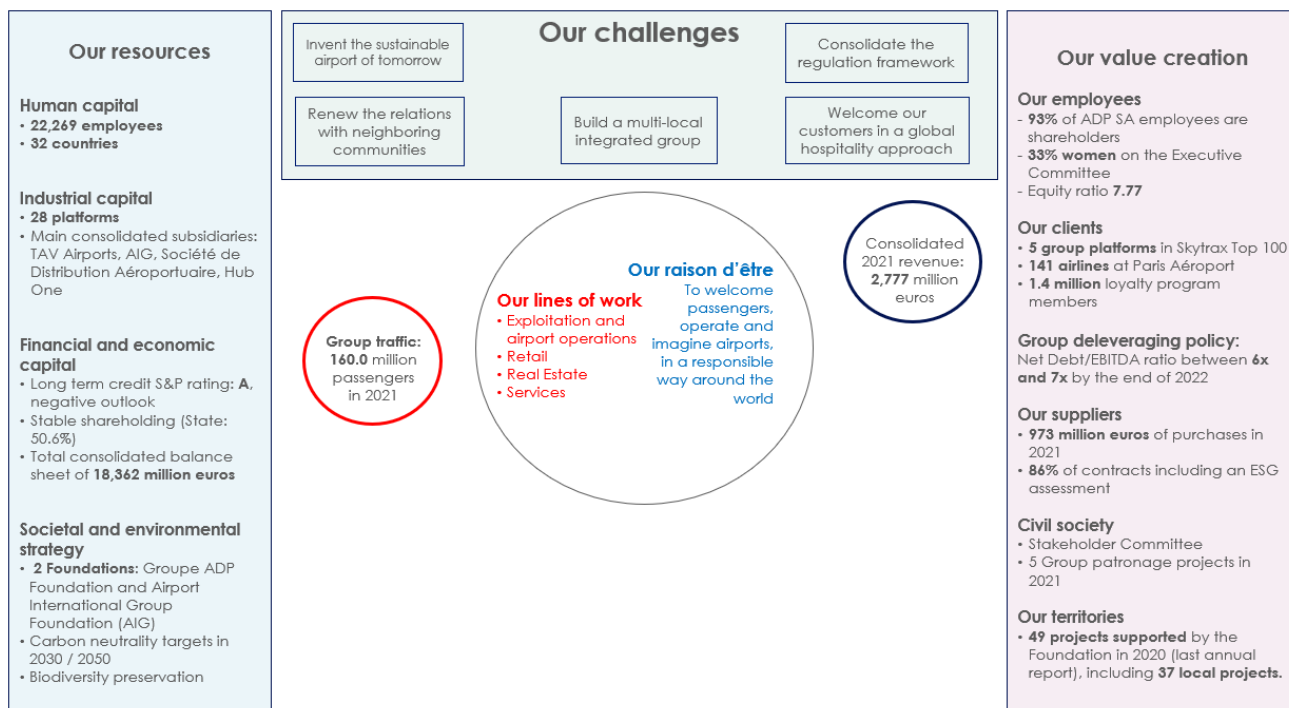 Our resources
Human capital
• 22,269 employees
• 32 countries
Industrial capital
• 28 platforms
• Main consolidated subsidiaries:
TAV Airports, AIG, Société de
Distribution Aéroportuaire, Hub
One
Financial and economic
capital
• Long term credit S&P rating: A,
negative outlook
• Stable shareholding (State:
50.6%)
• Total consolidated balance
sheet of 18,362 million euros
Societal and environmental
strategy
• 2 Foundations: Groupe ADP
Foundation and Airport
International Group
Foundation (AIG)
• Carbon neutrality targets in
2030 / 2050
• Biodiversity preservation
Our challenges
Invent the sustainable
airport of tomorrow
Consolidate the
regulation framework
Renew the relations
with neighboring
communities
Build a multi-local
integrated group
Welcome our
customers in a global
hospitality approach
Group traffic:
160.0 million
passengers
in 2021
Our lines of work
• Exploitation and
airport operations
• Retail
• Real Estate
• Services
Our raison d’être
To welcome
passengers,
operate and
imagine airports,
in a responsible
way around the
world
Consolidated
2021 revenue:
2,777 million
euros
Our value creation
Our employees
- 93% of ADP SA employees are
shareholders
- 33% women on the Executive
Committee
- Equity ratio 7.77
Our clients
• 5 group platforms in Skytrax Top 100
• 141 airlines at Paris Aéroport
• 1.4 million loyalty program
members
Group deleveraging policy:
Net Debt/EBITDA ratio between 6x
and 7x by the end of 2022
Our suppliers
• 973 million euros of purchases in
2021
• 86% of contracts including an ESG
assessment
Civil society
• Stakeholder Committee
• 5 Group patronage projects in
2021
Our territories
• 49 projects supported by the
Foundation in 2020 (last annual
report), including 37 local projects.